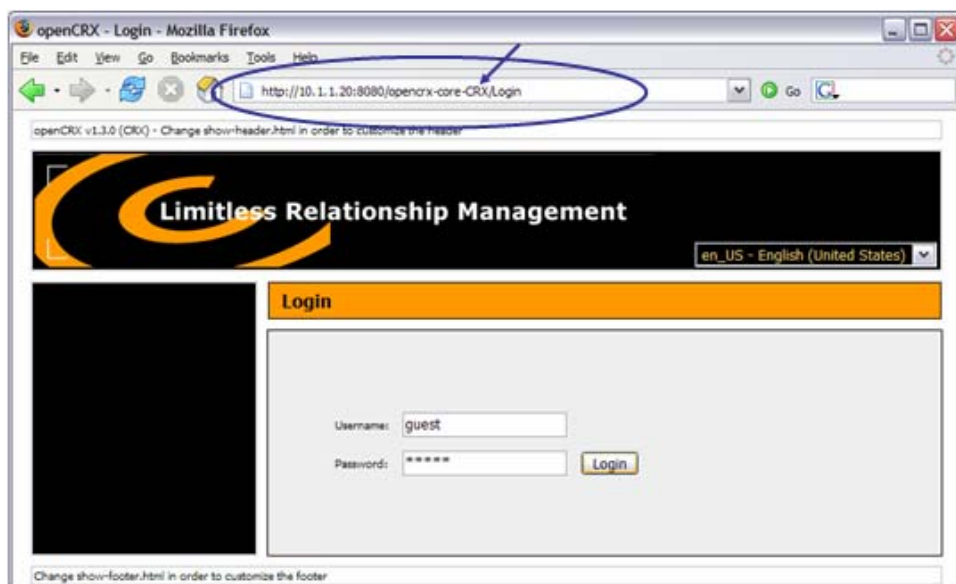 openCRX - Login - Mozilla Firefox
File Edit View Go Bookmarks Tools Help
http://10.1.1.20:8080/opencrx-core-CRX/Login
Go
G
openCRX v1.3.0 (CRX) - Change show-header.html in order to customize the header
Limitless Relationship Management
en_US - English (United States)
Login
Username: guest
Password: *****
Login
Change show-footer.html in order to customize the footer